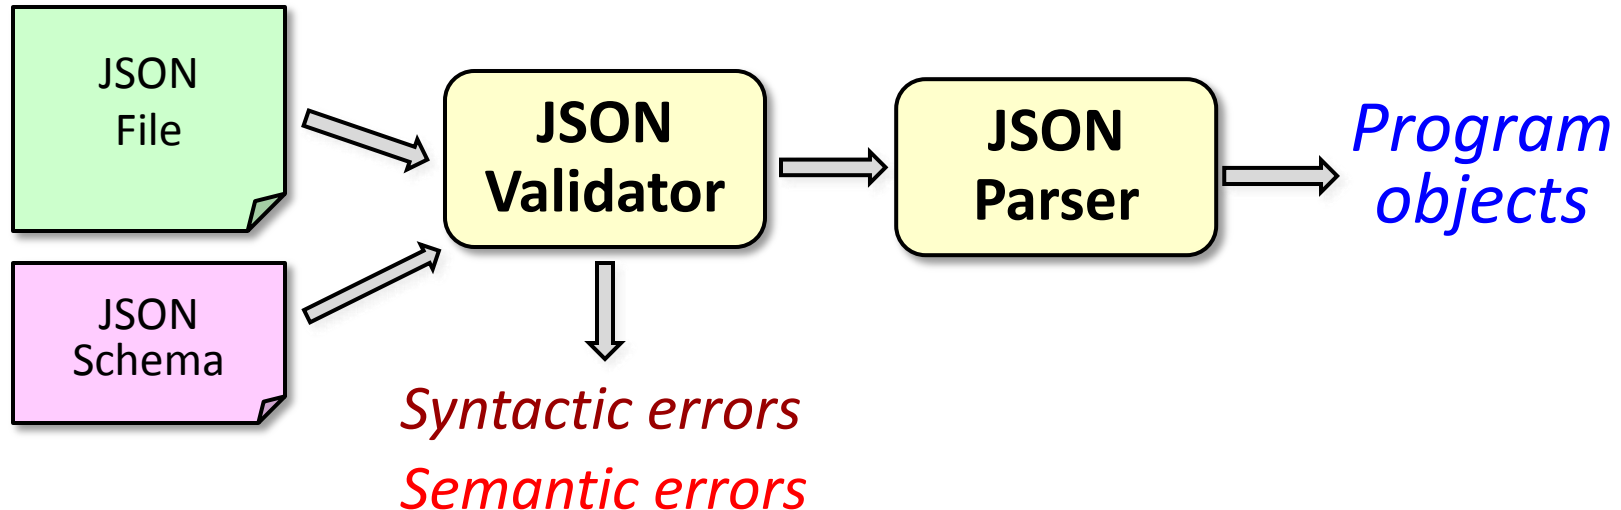 JSON
File
JSON
Schema
JSON
Validator
JSON
Parser
Program
objects
Syntactic errors
Semantic errors